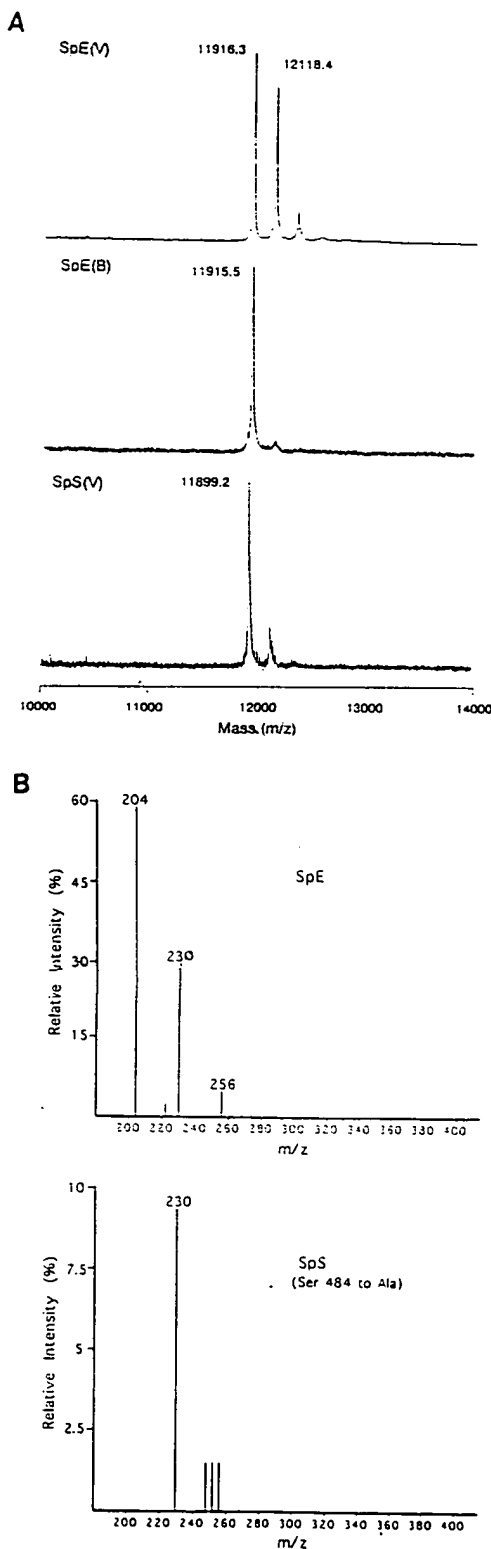 A
SpE(V)
11916.3
12118.4
SpE(B)
11915.5
SpS(V)
11899.2
10000 11000 12000 13000 14000
Mass (m/z)
B
60
204
SpE
45
Relative Intensity (%)
230
30
15
256
200 220 240 260 280 300 320 340 360 380 400
m/z
10
230
SpS
(Ser 484 to Ala)
7.5
Relative Intensity (%)
5
2.5
200 220 240 260 280 300 320 340 360 380 400
m/z